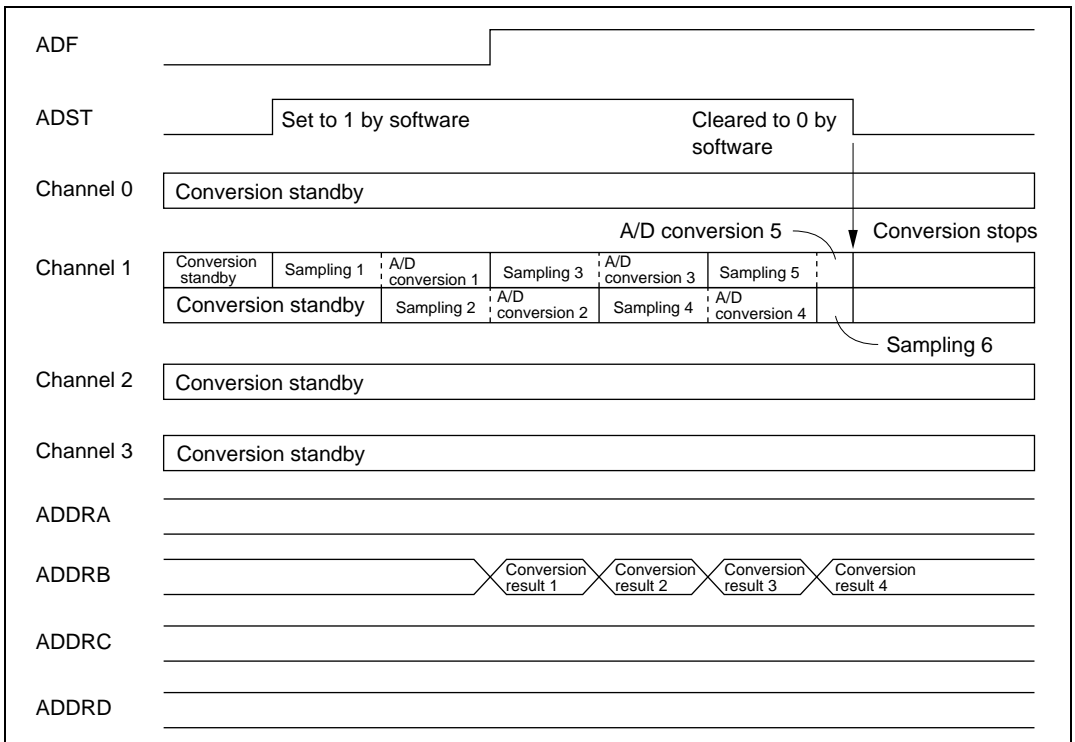 ADF
ADST
Set to 1 by software
Cleared to 0 by
software
Channel 0
Conversion standby
A/D conversion 5
Conversion stops
Channel 1
Conversion
standby
Sampling 1
A/D
conversion 1
Sampling 3
A/D
conversion 3
Sampling 5
Conversion standby
Sampling 2
A/D
conversion 2
Sampling 4
A/D
conversion 4
Sampling 6
Channel 2
Conversion standby
Channel 3
Conversion standby
ADDRA
ADDRB
Conversion
result 1
Conversion
result 2
Conversion
result 3
Conversion
result 4
ADDRC
ADDRD